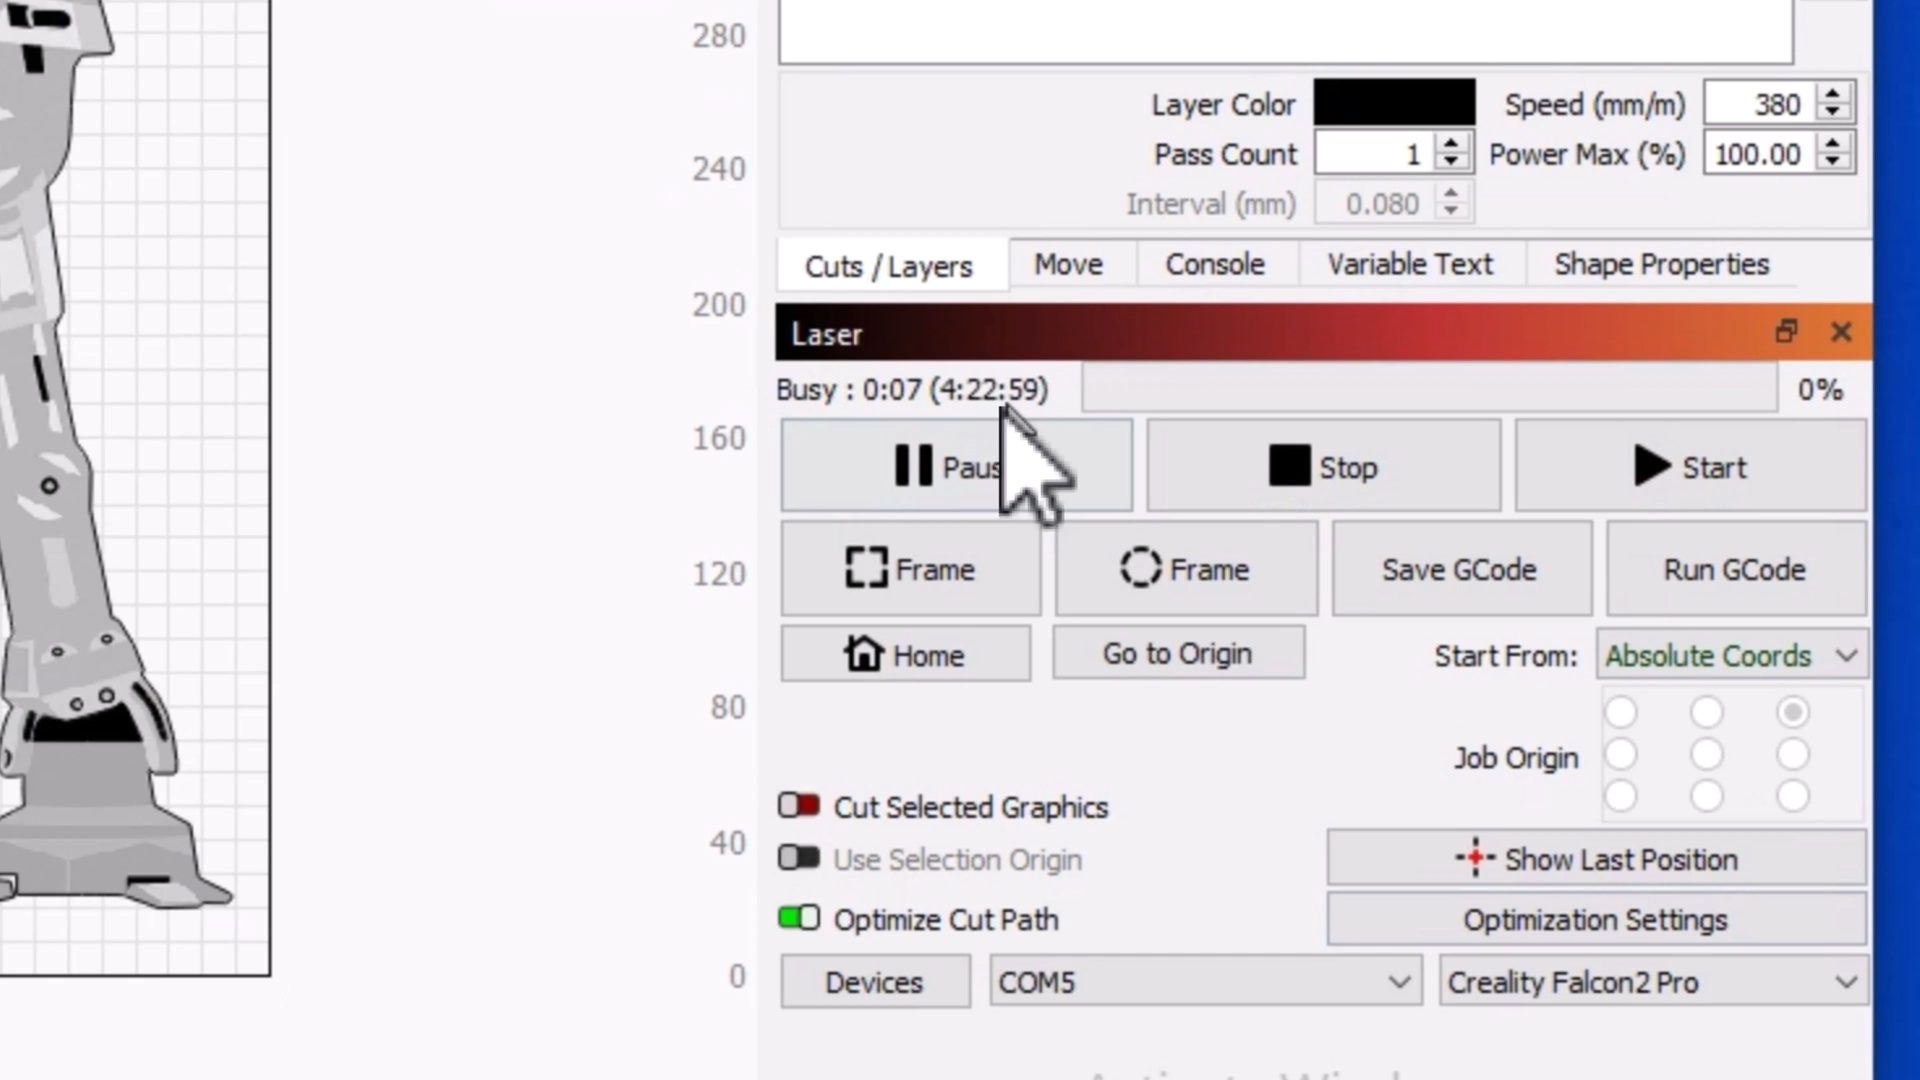 280
240
200
160
120
80
40
0
Layer Color
Speed (mm/m) 380
Pass Count 1
Power Max (%) 100.00
Interval (mm) 0.080
Cuts / Layers Move Console Variable Text Shape Properties
Laser
Busy : 0:07 (4:22:59) 0%
Stop Start
Frame Frame Save GCode Run GCode
Home Go to Origin Start From: Absolute Coords
Job Origin
Cut Selected Graphics
Use Selection Origin Show Last Position
Optimize Cut Path Optimization Settings
Devices COM5 Creality Falcon2 Pro